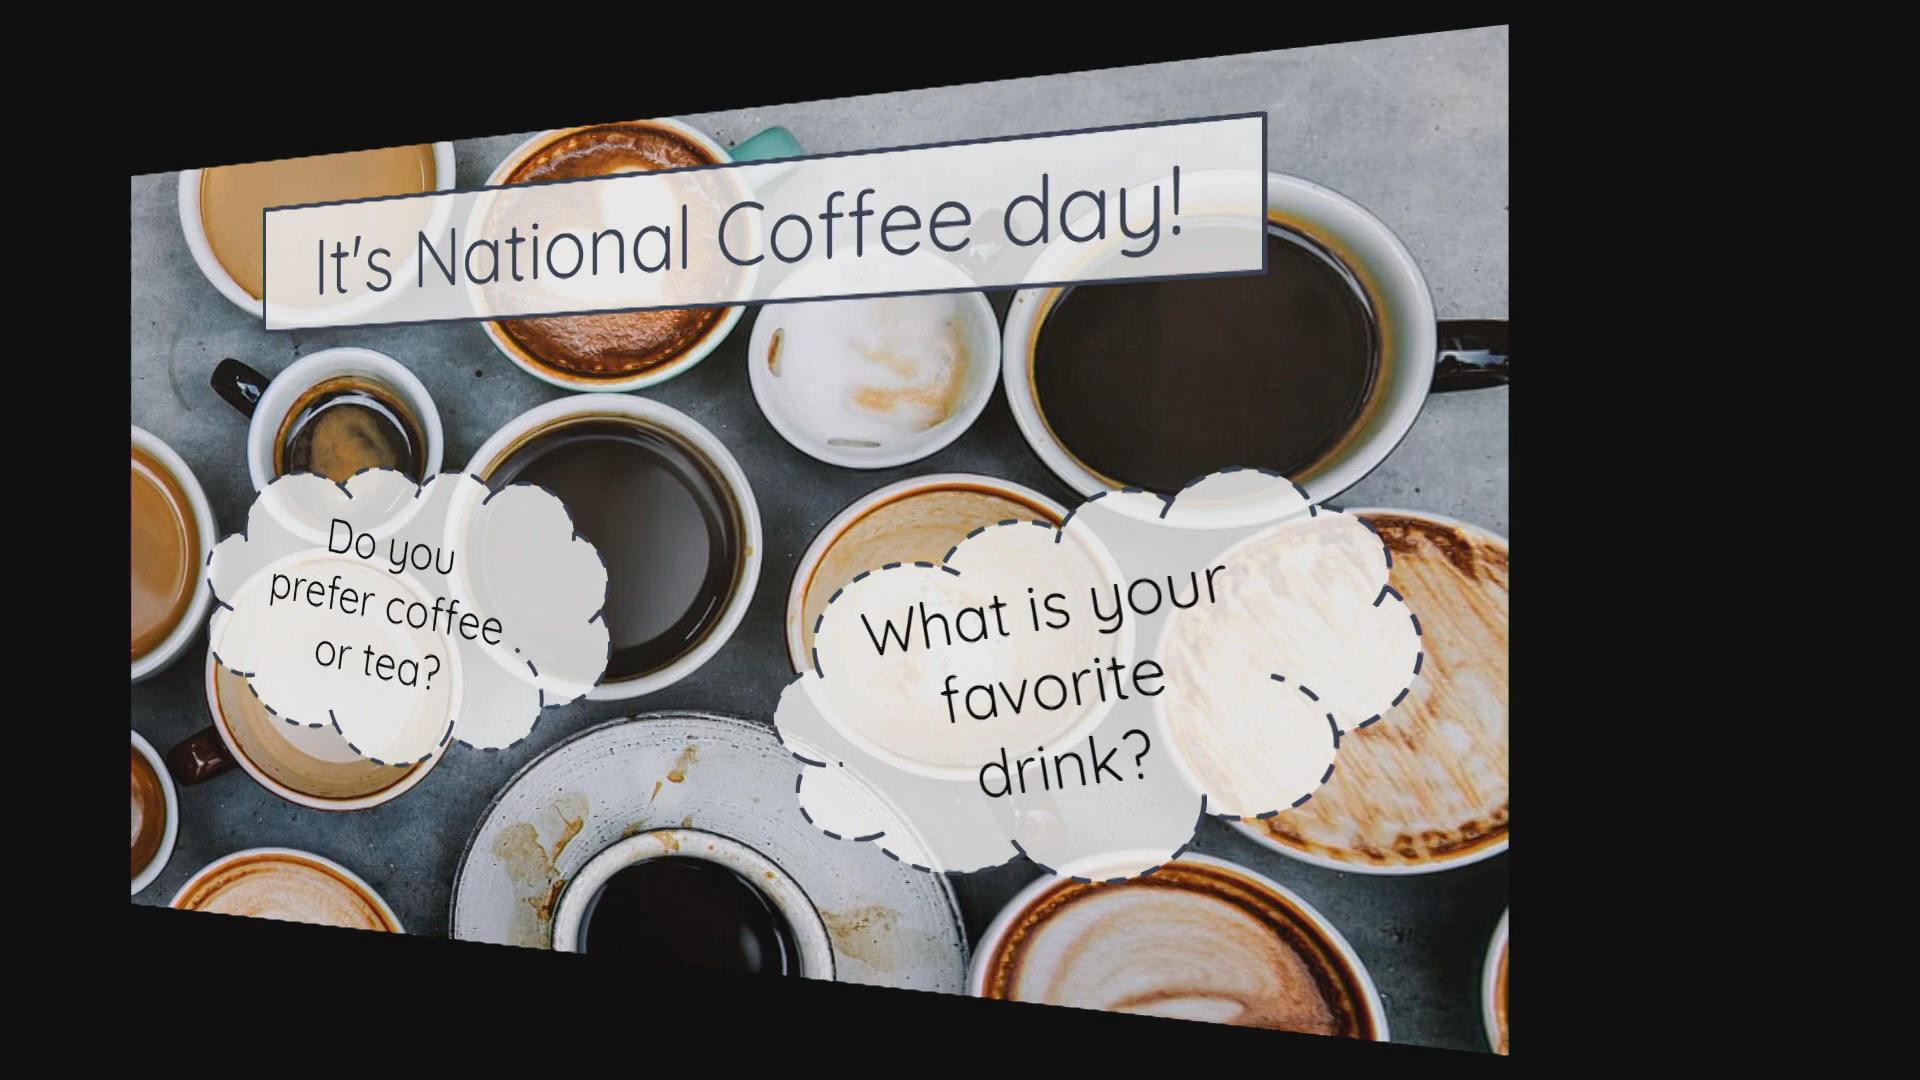 It's National Coffee day!
Do you
prefer coffee
or tea?
What is your
favorite
drink?